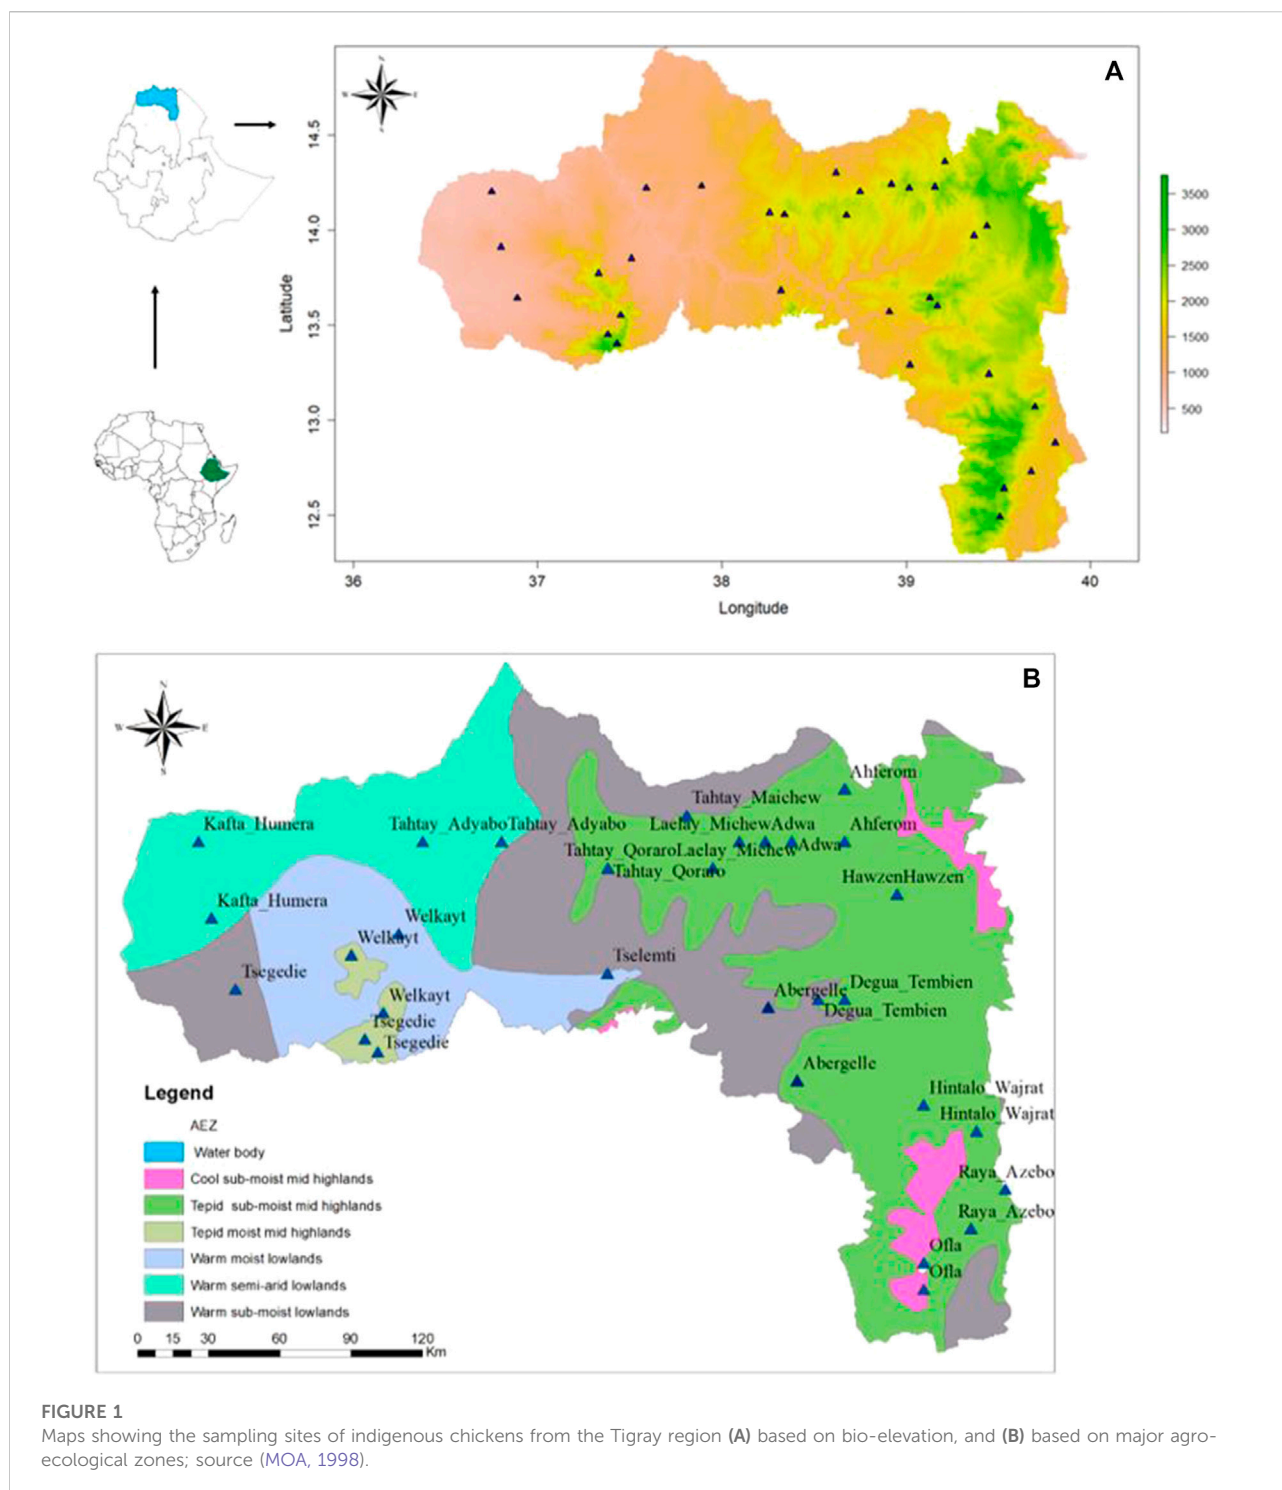 A
N
W
E
S
14.5
14.0
13.5
13.0
12.5
Latitude
36
37
38
39
40
Longitude
3500
3000
2500
2000
1500
1000
500
B
N
W
E
S
Ahferom
Tahtay_Maichew
Kafta_Humera
Tahtay_Adyabo
Tahtay_Adyabo
Laelay_Michew
Adwa
Ahferom
Tahtay_Qoraro
Laelay_Michew
Adwa
Tahtay_Qoraro
Hawzen
Hawzen
Kafta_Humera
Welkayt
Welkayt
Tselemti
Tsegedie
Abergelle
Degua_Tembien
Welkayt
Degua_Tembien
Tsegedie
Tsegedie
Abergelle
Hintalo_Wajrat
Hintalo_Wajrat
Raya_Azebo
Raya_Azebo
Ofla
Ofla
Legend
AEZ
Water body
Cool sub-moist mid highlands
Tepid sub-moist mid highlands
Tepid moist mid highlands
Warm moist lowlands
Warm semi-arid lowlands
Warm sub-moist lowlands
0 15 30 60 90 120
Km
FIGURE 1
Maps showing the sampling sites of indigenous chickens from the Tigray region (A) based on bio-elevation, and (B) based on major agro-
ecological zones; source (MOA, 1998).